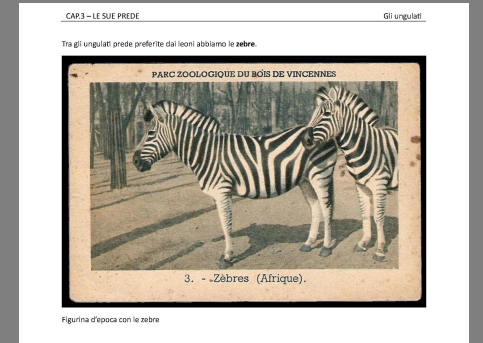 CAP.3 – LE SUE PREDE Gli ungulati
Tra gli ungulati prede preferite dai leoni abbiamo le zebre.
PARC ZOOLOGIQUE DU BOIS DE VINCENNES
3. - Zèbres (Afrique).
Figurina d'epoca con le zebre